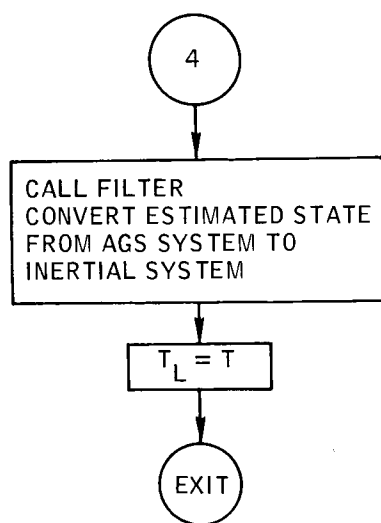 4
CALL FILTER
CONVERT ESTIMATED STATE
FROM AGS SYSTEM TO
INERTIAL SYSTEM
T_L = T
EXIT